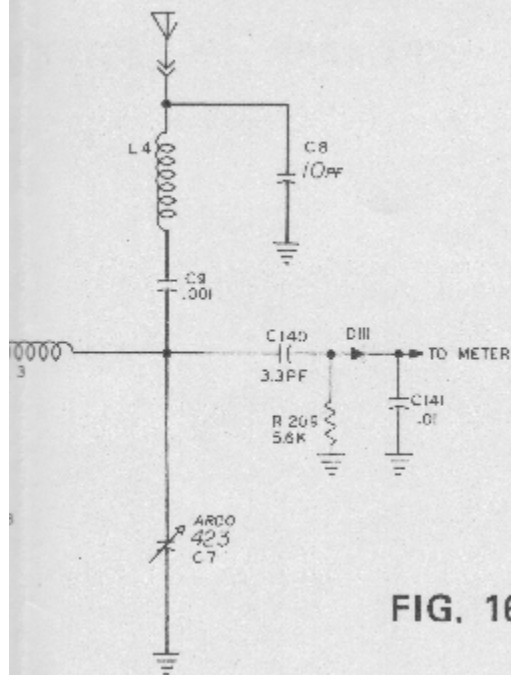 L4
C8
10PF
C9
.001
3
C140
3.3PF
D111
TO METER
R 209
5.6K
C141
.01
ARCO
423
C7
FIG. 16